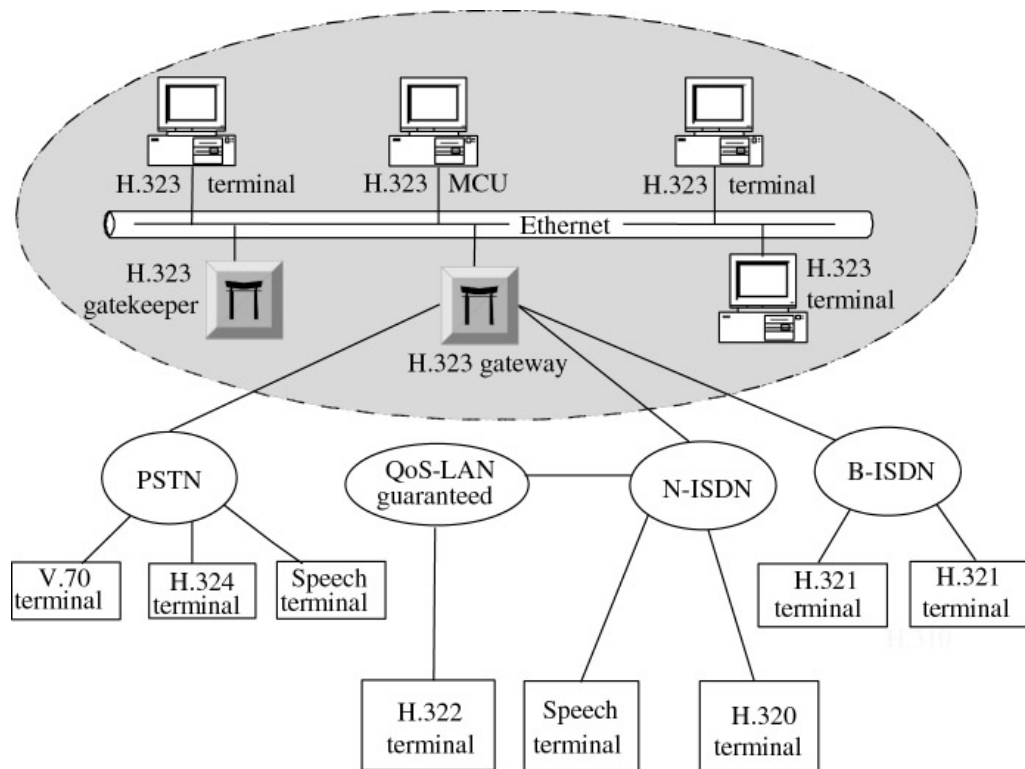 H.323 terminal
H.323 MCU
H.323 terminal
Ethernet
H.323
gatekeeper
H.323 gateway
H.323
terminal
PSTN
QoS-LAN
guaranteed
N-ISDN
B-ISDN
V.70
terminal
H.324
terminal
Speech
terminal
H.321
terminal
H.321
terminal
H.322
terminal
Speech
terminal
H.320
terminal